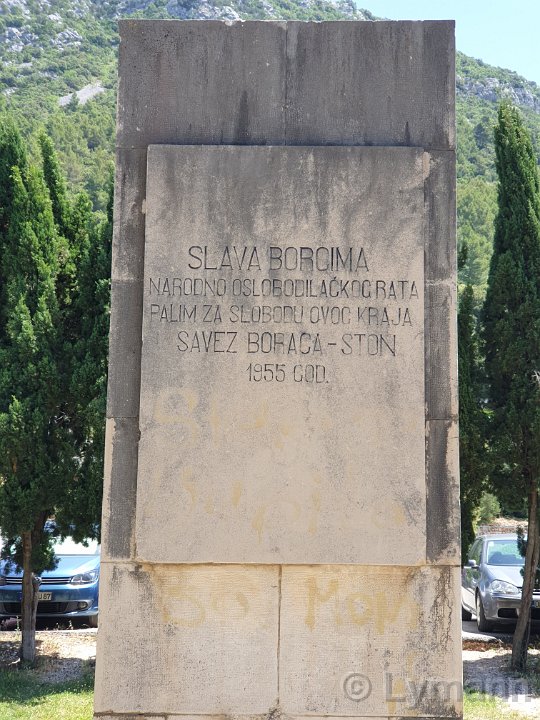 SLAVA BORCIMA
NARODNO OSLOBODILAČKOG RATA
PALIM ZA SLOBODU OVOG KRAJA
SAVEZ BORACA - STON
1955 GOD.
© Lymann